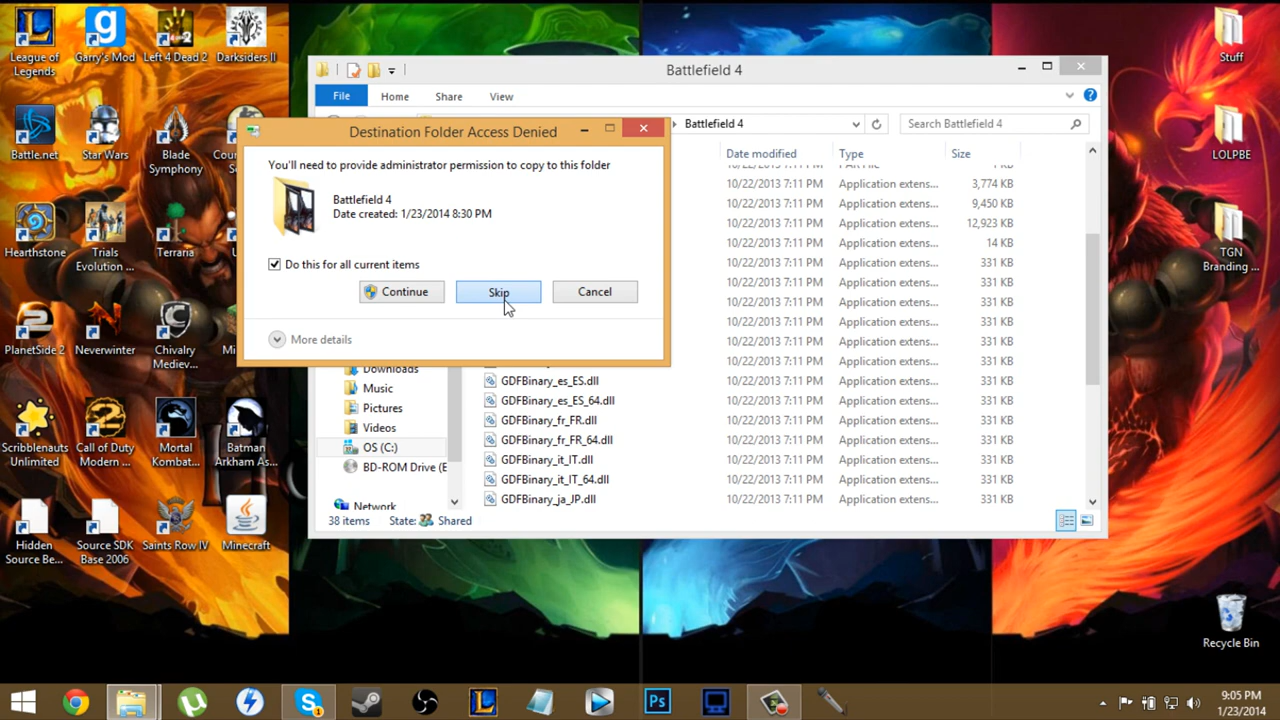 League of
Legends
Garry's Mod
Left 4 Dead 2
Darksiders II
Battle.net
Star Wars
Blade
Symphony
Hearthstone
Trials
Evolution ...
Terrana
PlanetSide 2
Neverwinter
Chivalry
Mediev...
Scribblenauts
Unlimited
Call of Duty
Modern ...
Mortal
Kombat...
Batman
Arkham As...
Hidden
Source Be...
Source SDK
Base 2006
Saints Row IV
Minecraft
Battlefield 4
File
Home
Share
View
Battlefield 4
Search Battlefield 4
Date modified
Type
Size
10/22/2013 7:11 PM
10/22/2013 7:11 PM Application extens... 3,774 KB
10/22/2013 7:11 PM Application extens... 9,450 KB
10/22/2013 7:11 PM Application extens... 12,923 KB
10/22/2013 7:11 PM Application extens... 14 KB
10/22/2013 7:11 PM Application extens... 331 KB
10/22/2013 7:11 PM Application extens... 331 KB
10/22/2013 7:11 PM Application extens... 331 KB
10/22/2013 7:11 PM Application extens... 331 KB
10/22/2013 7:11 PM Application extens... 331 KB
10/22/2013 7:11 PM Application extens... 331 KB
GDFBinary_es_ES.dll 10/22/2013 7:11 PM Application extens... 331 KB
GDFBinary_es_ES_64.dll 10/22/2013 7:11 PM Application extens... 331 KB
GDFBinary_fr_FR.dll 10/22/2013 7:11 PM Application extens... 331 KB
GDFBinary_fr_FR_64.dll 10/22/2013 7:11 PM Application extens... 331 KB
GDFBinary_it_IT.dll 10/22/2013 7:11 PM Application extens... 331 KB
GDFBinary_it_IT_64.dll 10/22/2013 7:11 PM Application extens... 331 KB
GDFBinary_ja_JP.dll 10/22/2013 7:11 PM Application extens... 331 KB
Downloads
Music
Pictures
Videos
OS (C:)
BD-ROM Drive (E
Network
38 items
State:
Shared
Destination Folder Access Denied
You'll need to provide administrator permission to copy to this folder
Battlefield 4
Date created: 1/23/2014 8:30 PM
Do this for all current items
Continue
Skip
Cancel
More details
Stuff
LOLPBE
TGN
Branding ...
Recycle Bin
Ps
9:05 PM
1/23/2014